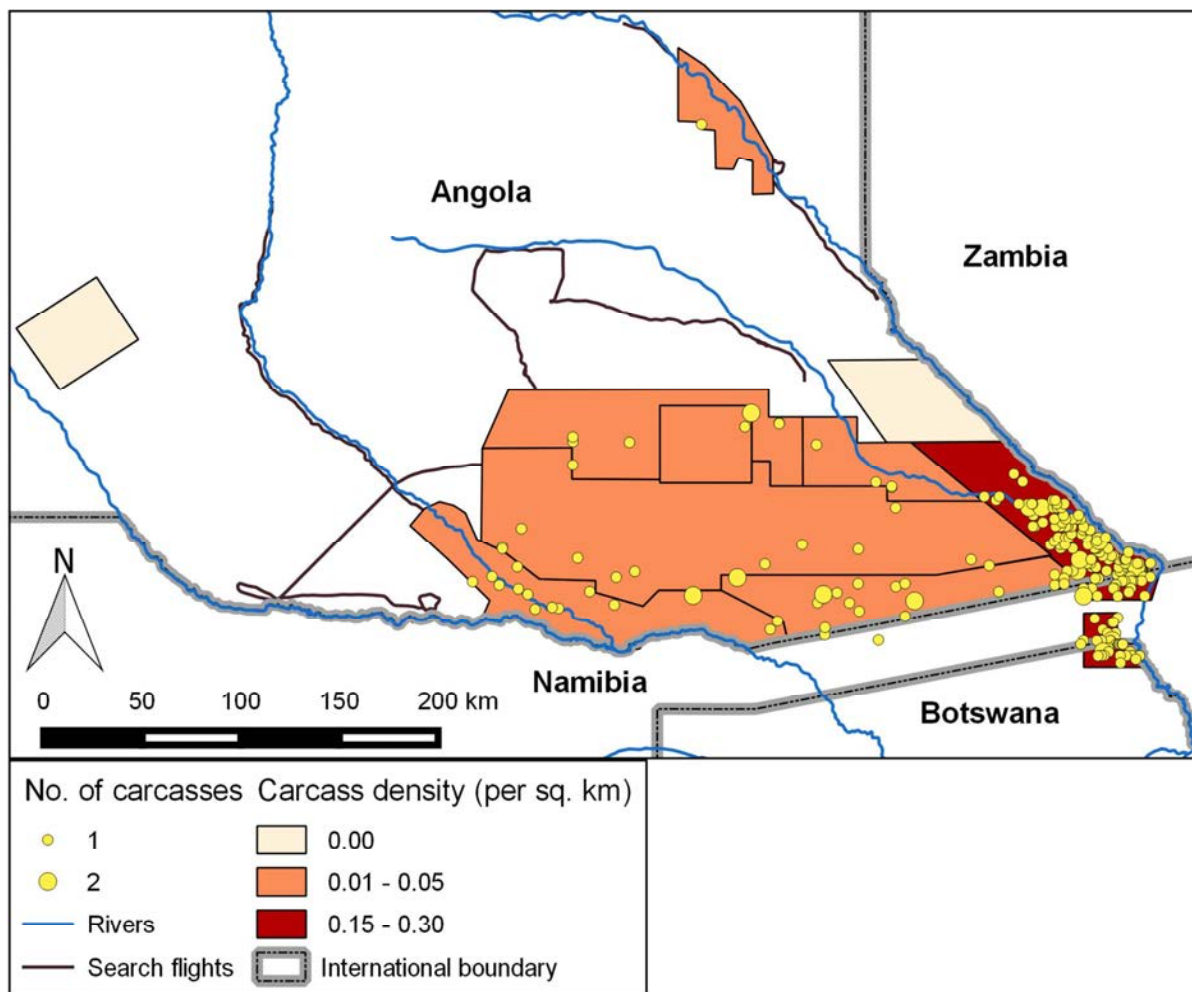 Angola
Zambia
N
0 50 100 150 200 km
Namibia
Botswana
No. of carcasses Carcass density (per sq. km)
1 0.00
2 0.01 - 0.05
Rivers 0.15 - 0.30
Search flights International boundary